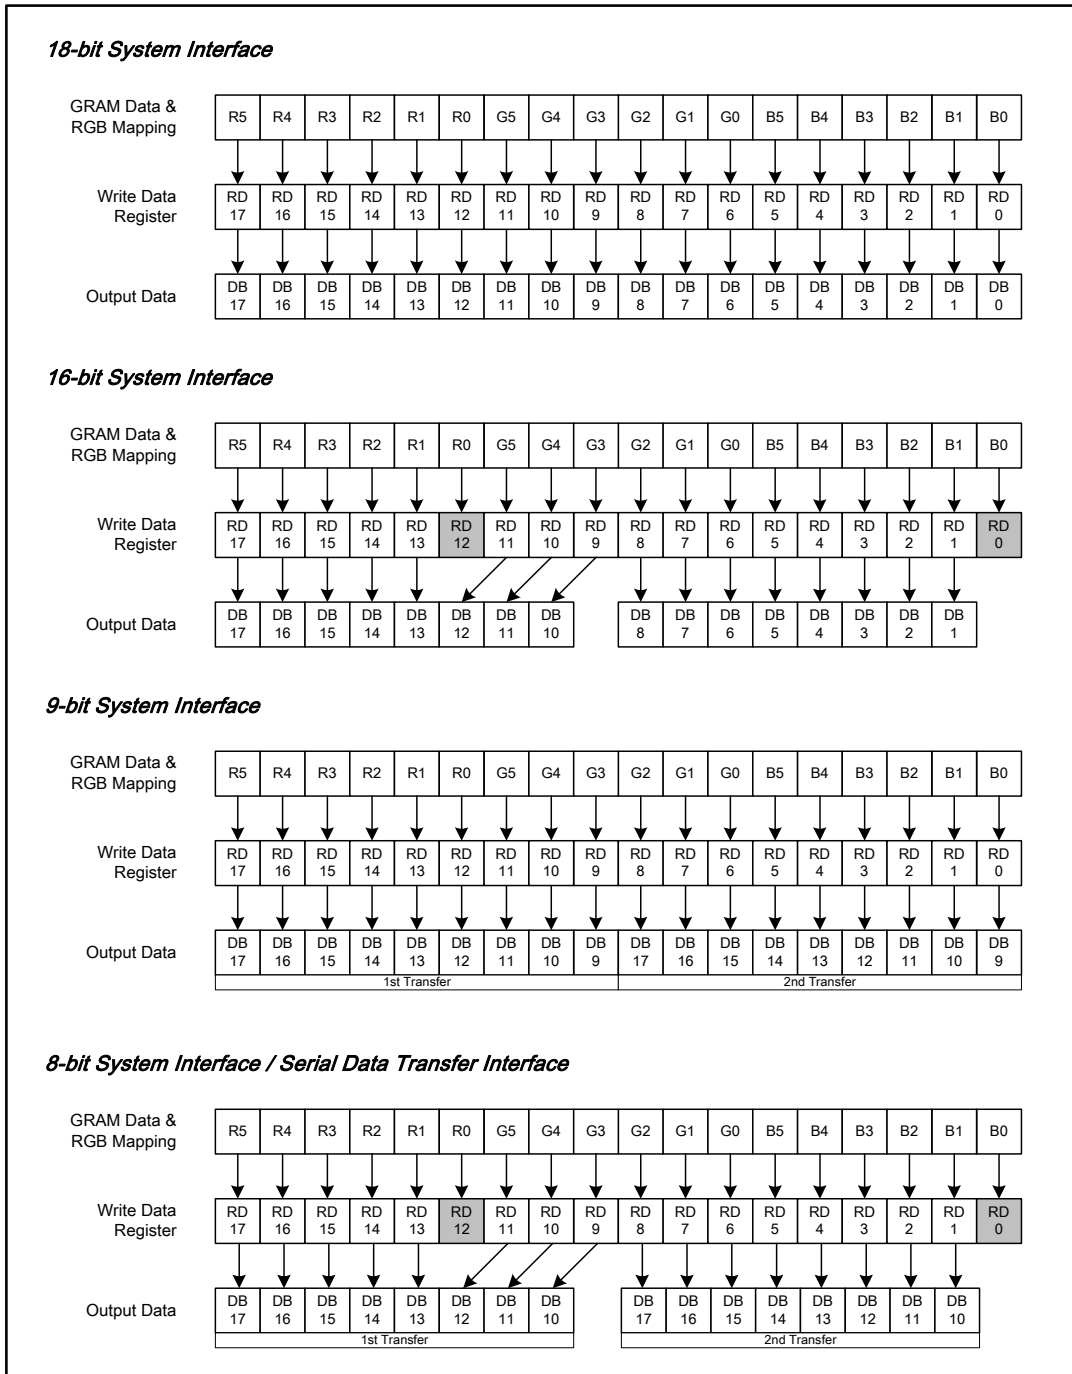 18-bit System Interface
GRAM Data &
RGB Mapping
R5 R4 R3 R2 R1 R0 G5 G4 G3 G2 G1 G0 B5 B4 B3 B2 B1 B0
Write Data
Register
RD RD RD RD RD RD RD RD RD RD RD RD RD RD RD RD RD RD
17 16 15 14 13 12 11 10 9 8 7 6 5 4 3 2 1 0
Output Data
DB DB DB DB DB DB DB DB DB DB DB DB DB DB DB DB DB DB
17 16 15 14 13 12 11 10 9 8 7 6 5 4 3 2 1 0
16-bit System Interface
GRAM Data &
RGB Mapping
R5 R4 R3 R2 R1 R0 G5 G4 G3 G2 G1 G0 B5 B4 B3 B2 B1 B0
Write Data
Register
RD RD RD RD RD RD RD RD RD RD RD RD RD RD RD RD RD RD
17 16 15 14 13 12 11 10 9 8 7 6 5 4 3 2 1 0
Output Data
DB DB DB DB DB DB DB DB DB DB DB DB DB DB DB DB
17 16 15 14 13 12 11 10 8 7 6 5 4 3 2 1
9-bit System Interface
GRAM Data &
RGB Mapping
R5 R4 R3 R2 R1 R0 G5 G4 G3 G2 G1 G0 B5 B4 B3 B2 B1 B0
Write Data
Register
RD RD RD RD RD RD RD RD RD RD RD RD RD RD RD RD RD RD
17 16 15 14 13 12 11 10 9 8 7 6 5 4 3 2 1 0
Output Data
DB DB DB DB DB DB DB DB DB DB DB DB DB DB DB DB DB DB
17 16 15 14 13 12 11 10 9 17 16 15 14 13 12 11 10 9
1st Transfer 2nd Transfer
8-bit System Interface / Serial Data Transfer Interface
GRAM Data &
RGB Mapping
R5 R4 R3 R2 R1 R0 G5 G4 G3 G2 G1 G0 B5 B4 B3 B2 B1 B0
Write Data
Register
RD RD RD RD RD RD RD RD RD RD RD RD RD RD RD RD RD RD
17 16 15 14 13 12 11 10 9 8 7 6 5 4 3 2 1 0
Output Data
DB DB DB DB DB DB DB DB DB DB DB DB DB DB DB DB
17 16 15 14 13 12 11 10 17 16 15 14 13 12 11 10
1st Transfer 2nd Transfer